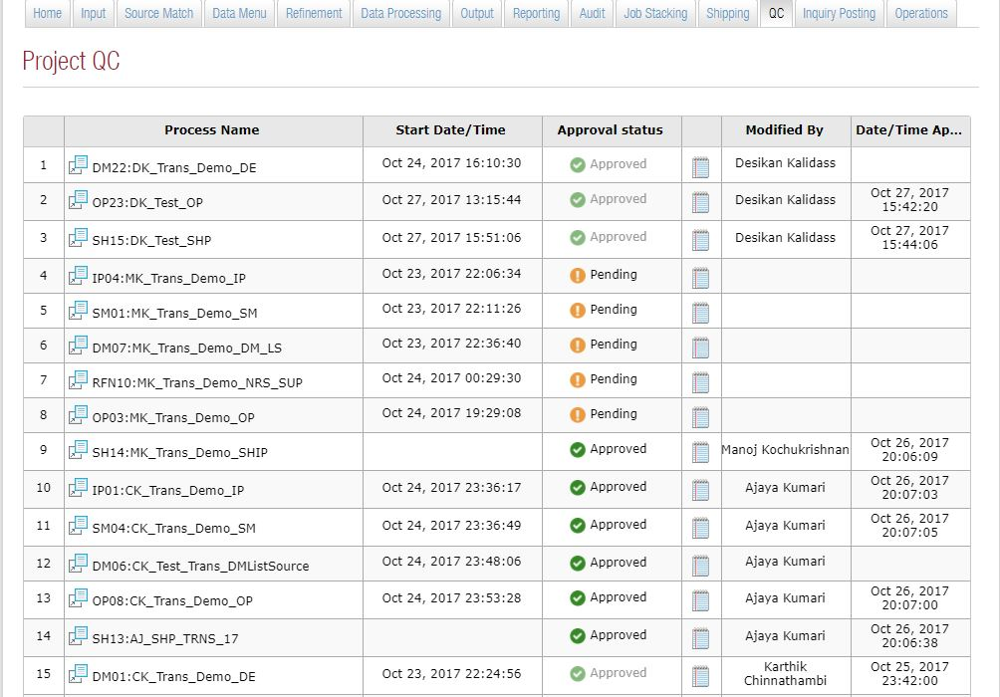 Home Input Source Match Data Menu Refinement Data Processing Output Reporting Audit Job Stacking Shipping QC Inquiry Posting Operations
Project QC
Process Name Start Date/Time Approval status Modified By Date/Time Ap...
1 DM22:DK_Trans_Demo_DE Oct 24, 2017 16:10:30 Approved Desikan Kalidass
2 OP23:DK_Test_OP Oct 27, 2017 13:15:44 Approved Desikan Kalidass Oct 27, 2017
15:42:20
3 SH15:DK_Test_SHP Oct 27, 2017 15:51:06 Approved Desikan Kalidass Oct 27, 2017
15:44:06
4 IP04:MK_Trans_Demo_IP Oct 23, 2017 22:06:34 Pending
5 SM01:MK_Trans_Demo_SM Oct 23, 2017 22:11:26 Pending
6 DM07:MK_Trans_Demo_DM_LS Oct 23, 2017 22:36:40 Pending
7 RFN10:MK_Trans_Demo_NRS_SUP Oct 24, 2017 00:29:30 Pending
8 OP03:MK_Trans_Demo_OP Oct 24, 2017 19:29:08 Pending
9 SH14:MK_Trans_Demo_SHIP Approved Manoj Kochukrishnan Oct 26, 2017
20:06:09
10 IP01:CK_Trans_Demo_IP Oct 24, 2017 23:36:17 Approved Ajaya Kumari Oct 26, 2017
20:07:03
11 SM04:CK_Trans_Demo_SM Oct 24, 2017 23:36:49 Approved Ajaya Kumari Oct 26, 2017
20:07:05
12 DM06:CK_Test_Trans_DMListSource Oct 24, 2017 23:48:06 Approved Ajaya Kumari
13 OP08:CK_Trans_Demo_OP Oct 24, 2017 23:53:28 Approved Ajaya Kumari Oct 26, 2017
20:07:00
14 SH13:AJ_SHP_TRNS_17 Approved Ajaya Kumari Oct 26, 2017
20:06:38
15 DM01:CK_Trans_Demo_DE Oct 23, 2017 22:24:56 Approved Karthik Chinnathambi Oct 25, 2017
23:42:00